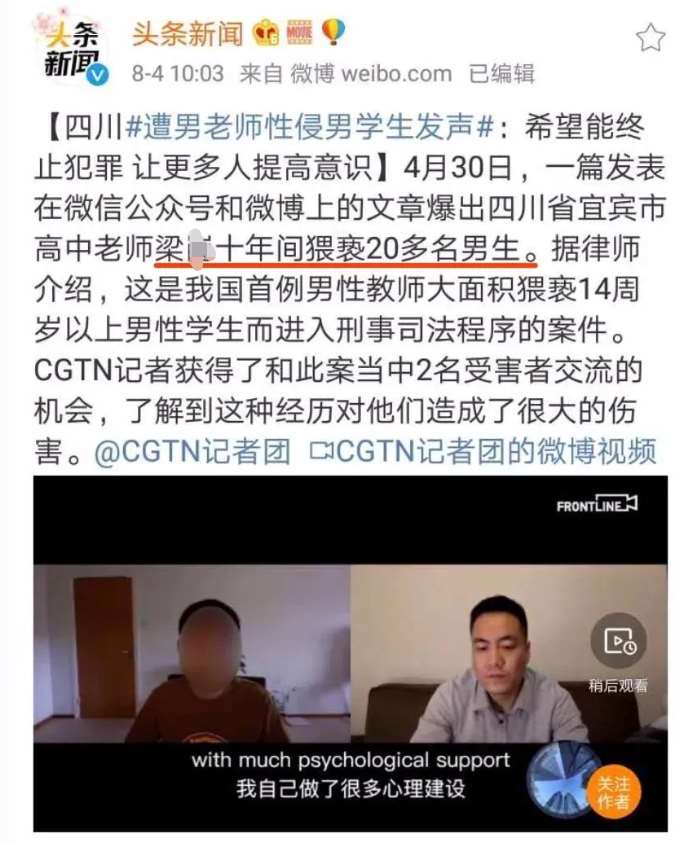 头条新闻
头条新闻 MOVIE
8-4 10:03 来自 微博 weibo.com 已编辑
【四川#遭男老师性侵男学生发声#：希望能终
止犯罪 让更多人提高意识】4月30日，一篇发表
在微信公众号和微博上的文章爆出四川省宜宾市
高中老师梁 十年间猥亵20多名男生。据律师
介绍，这是我国首例男性教师大面积猥亵14周
岁以上男性学生而进入刑事司法程序的案件。
CGTN记者获得了和此案当中2名受害者交流的
机会，了解到这种经历对他们造成了很大的伤
害。@CGTN记者团 CGTN记者团的微博视频
FRONTLINE
稍后观看
with much psychological support
我自己做了很多心理建设
关注
作者